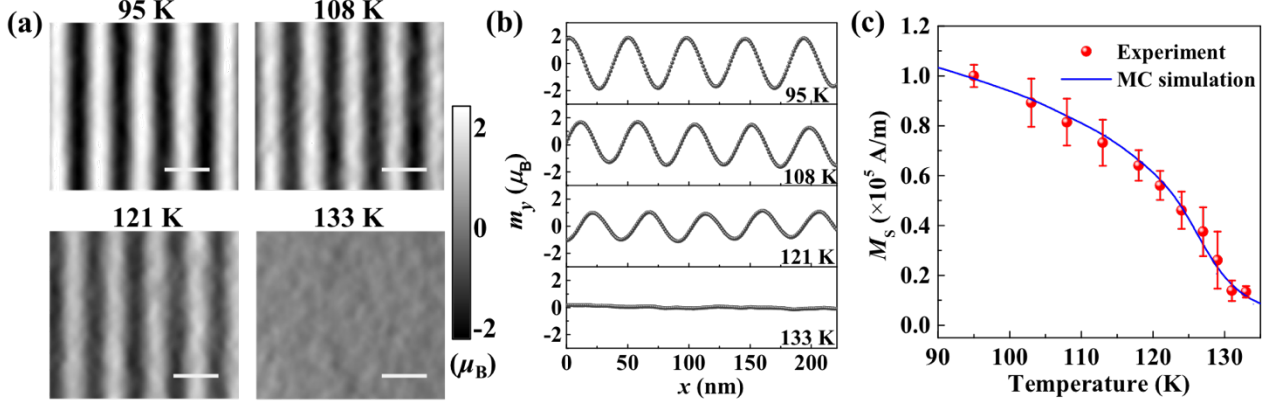 (a)
95 K
108 K
121 K
133 K
2
0
-2
(μB)
(b)
2
0
-2
95 K
2
0
-2
108 K
2
0
-2
121 K
2
0
-2
133 K
my (μB)
0 50 100 150 200
x (nm)
(c)
Experiment
MC simulation
1.0
0.8
0.6
0.4
0.2
0.0
MS (×10⁵ A/m)
90 100 110 120 130
Temperature (K)